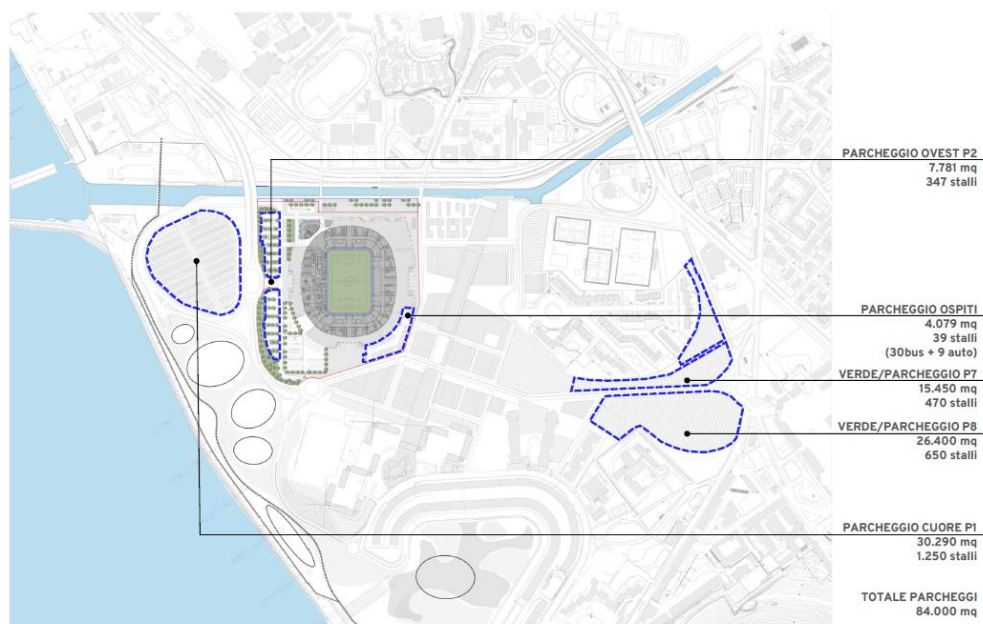 PARCHEGGIO OVEST P2
7.781 mq
347 stalli
PARCHEGGIO OSPITI
4.079 mq
39 stalli
(30bus + 9 auto)
VERDE/PARCHEGGIO P7
15.450 mq
470 stalli
VERDE/PARCHEGGIO P8
26.400 mq
650 stalli
PARCHEGGIO CUORE P1
30.290 mq
1.250 stalli
TOTALE PARCHEGGI
84.000 mq